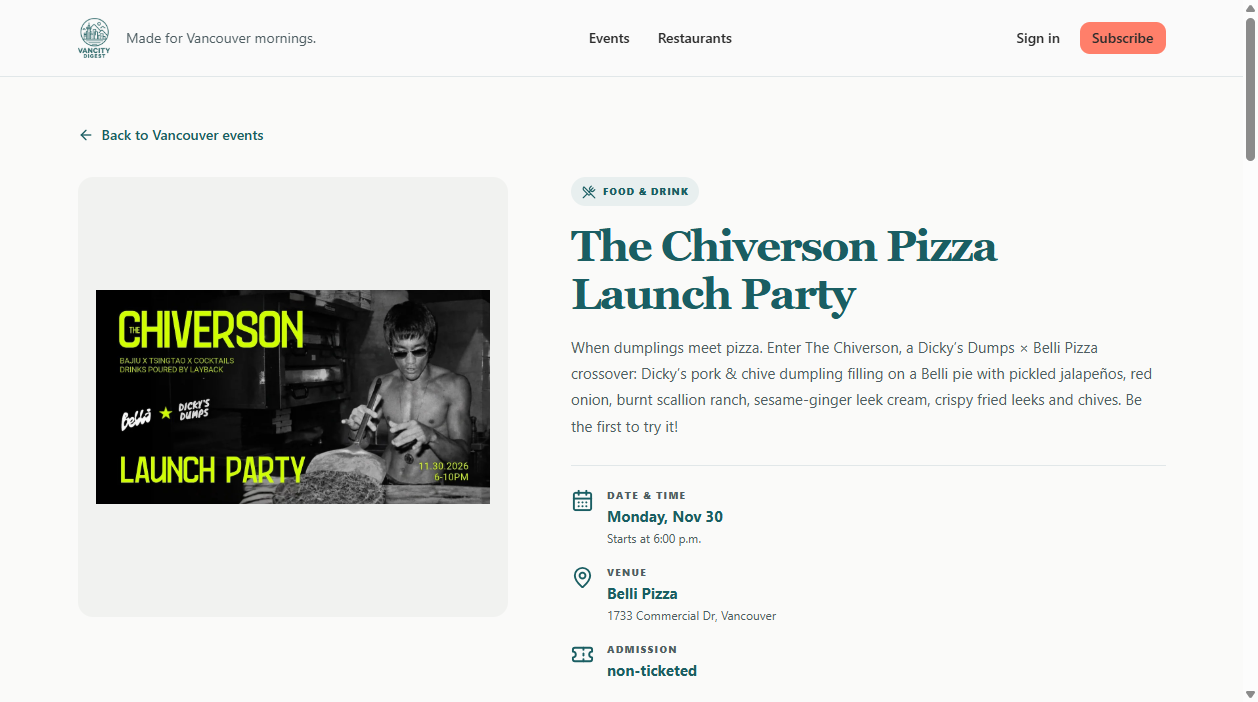 VANCITY
DIGEST
Made for Vancouver mornings.
Events
Restaurants
Sign in
Subscribe
Back to Vancouver events
THE
CHIVERSON
BAIJU X TSINGTAO X COCKTAILS
DRINKS POURED BY LAYBACK
Belli
DICKY'S
DUMPS
LAUNCH PARTY
11.30.2026
6-10PM
FOOD & DRINK
The Chiverson Pizza
Launch Party
When dumplings meet pizza. Enter The Chiverson, a Dicky’s Dumps × Belli Pizza
crossover: Dicky’s pork & chive dumpling filling on a Belli pie with pickled jalapeños, red
onion, burnt scallion ranch, sesame-ginger leek cream, crispy fried leeks and chives. Be
the first to try it!
DATE & TIME
Monday, Nov 30
Starts at 6:00 p.m.
VENUE
Belli Pizza
1733 Commercial Dr, Vancouver
ADMISSION
non-ticketed